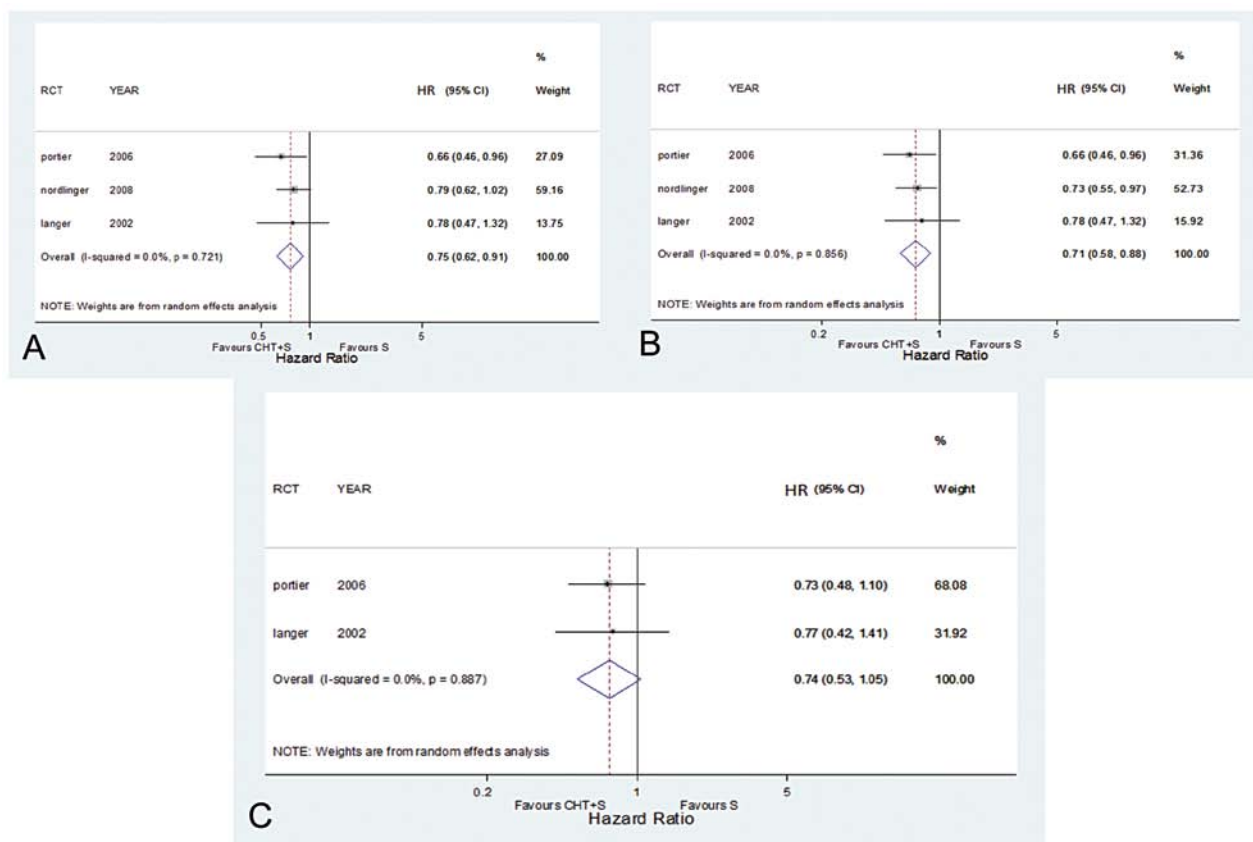 %
RCT YEAR HR (95% CI) Weight
portier 2006 0.66 (0.46, 0.96) 27.09
nordlinger 2008 0.79 (0.62, 1.02) 59.16
langer 2002 0.78 (0.47, 1.32) 13.75
Overall (I-squared = 0.0%, p = 0.721) 0.75 (0.62, 0.91) 100.00
NOTE: Weights are from random effects analysis
0.5 1 5
Favours CHT+S Favours S
Hazard Ratio
A
%
RCT YEAR HR (95% CI) Weight
portier 2006 0.66 (0.46, 0.96) 31.36
nordlinger 2008 0.73 (0.55, 0.97) 52.73
langer 2002 0.78 (0.47, 1.32) 15.92
Overall (I-squared = 0.0%, p = 0.856) 0.71 (0.58, 0.88) 100.00
NOTE: Weights are from random effects analysis
0.2 1 5
Favours CHT+S Favours S
Hazard Ratio
B
%
RCT YEAR HR (95% CI) Weight
portier 2006 0.73 (0.48, 1.10) 68.08
langer 2002 0.77 (0.42, 1.41) 31.92
Overall (I-squared = 0.0%, p = 0.887) 0.74 (0.53, 1.05) 100.00
NOTE: Weights are from random effects analysis
0.2 1 5
Favours CHT+S Favours S
Hazard Ratio
C